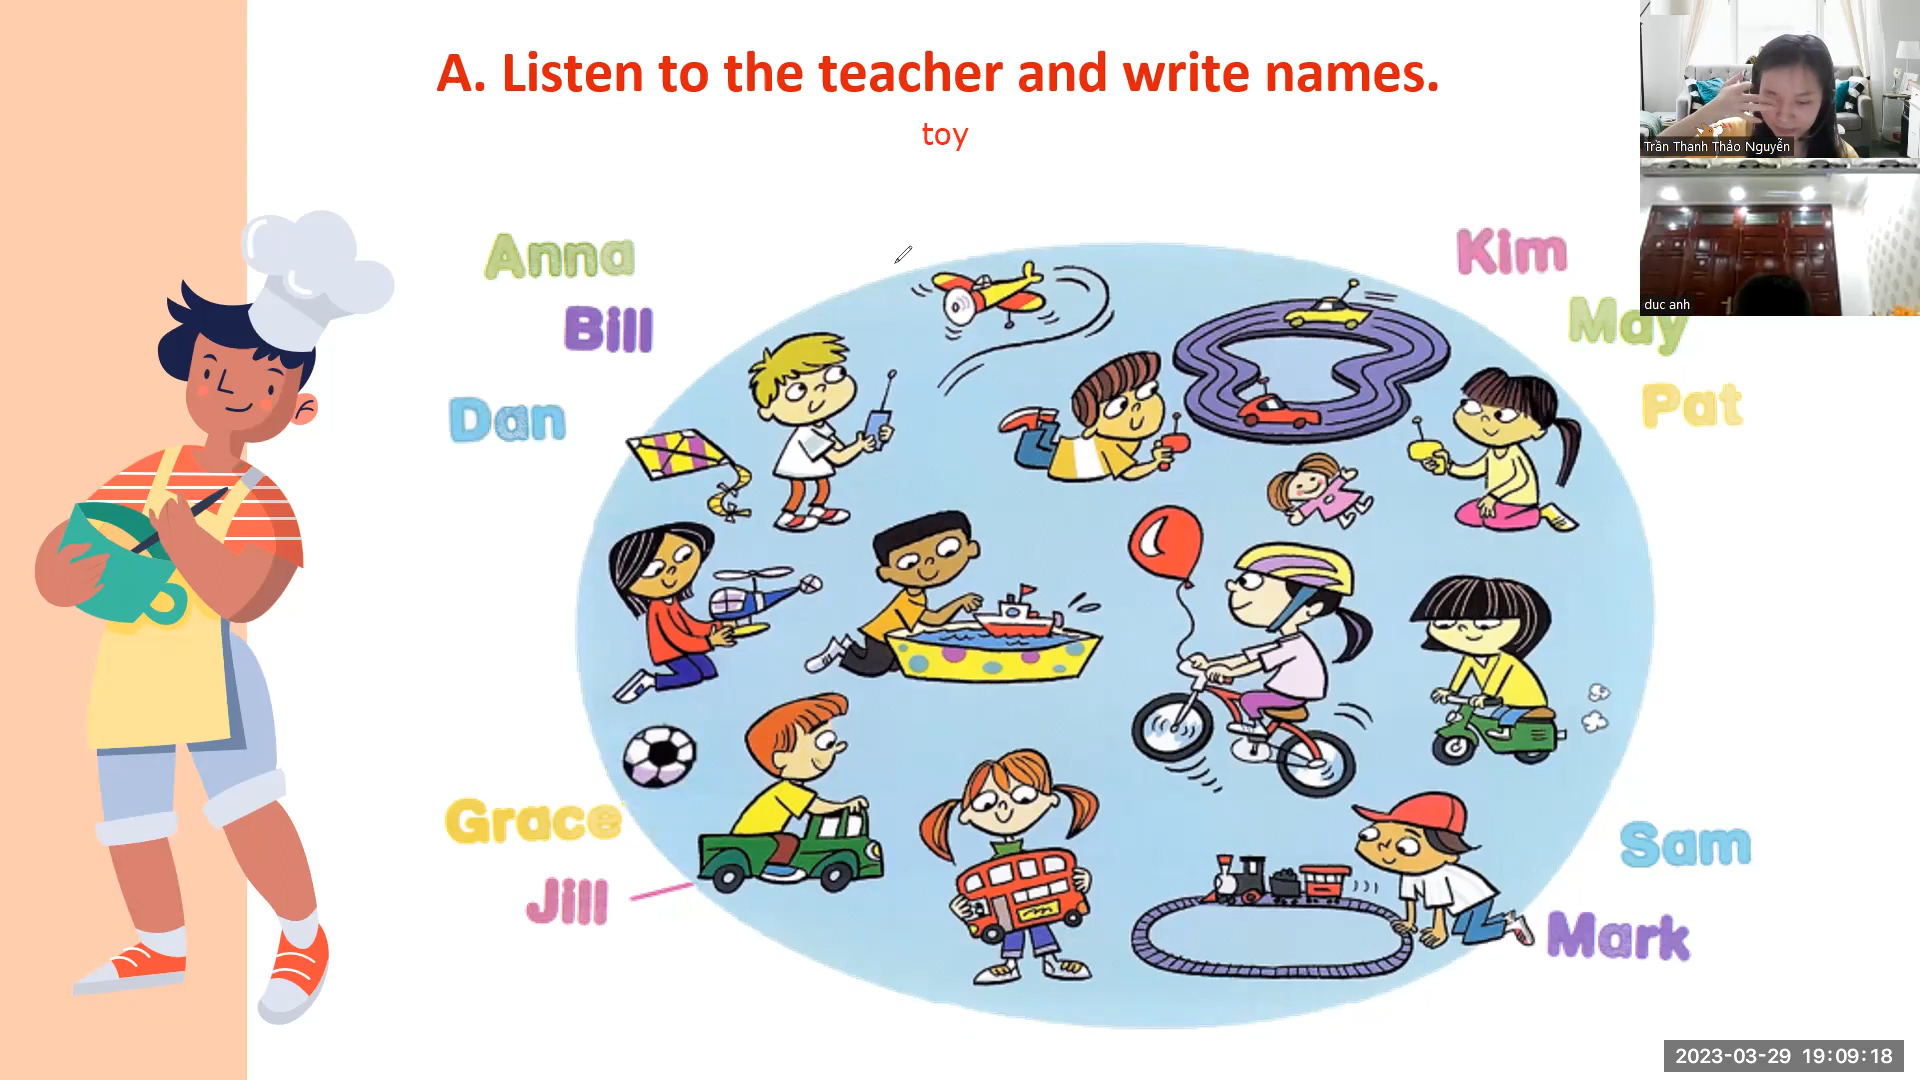 A. Listen to the teacher and write names.
toy
Trần Thanh Thảo Nguyễn
duc anh
Anna
Bill
Dan
Kim
May
Pat
Grace
Jill
Sam
Mark
2023-03-29 19:09:18